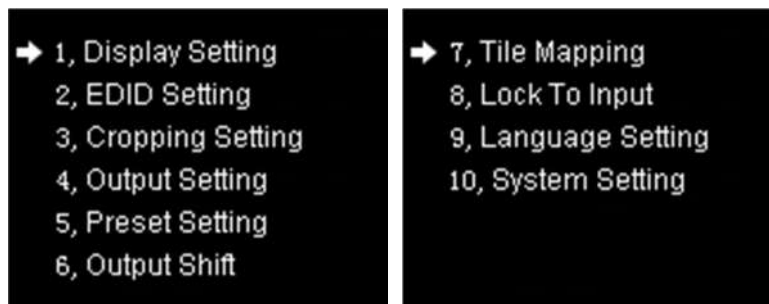 1, Display Setting
2, EDID Setting
3, Cropping Setting
4, Output Setting
5, Preset Setting
6, Output Shift
7, Tile Mapping
8, Lock To Input
9, Language Setting
10, System Setting